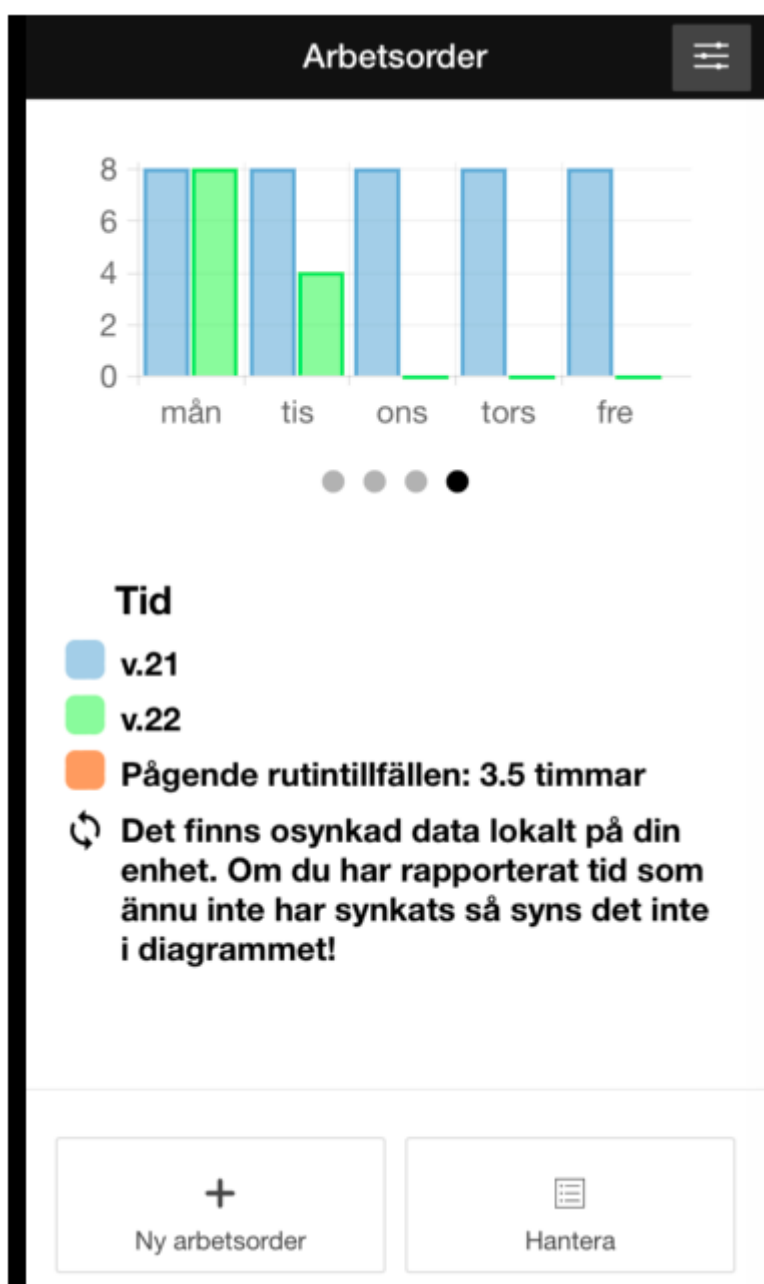 Arbetsorder
8
6
4
2
0
mån tis ons tors fre
Tid
v.21
v.22
Pågende rutintillfällen: 3.5 timmar
Det finns osynkad data lokalt på din
enhet. Om du har rapporterat tid som
ännu inte har synkats så syns det inte
i diagrammet!
Ny arbetsorder
Hantera